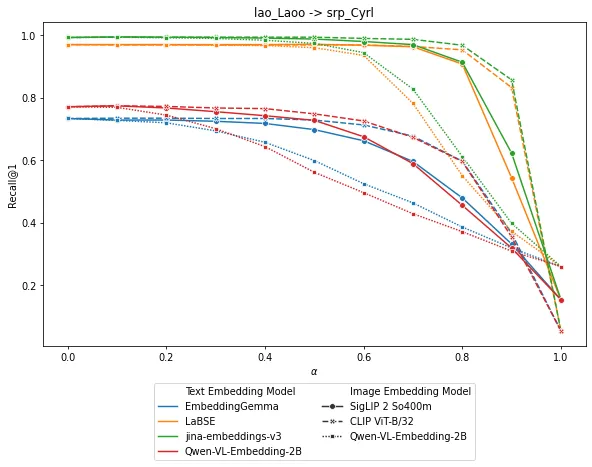 lao_Laoo -> srp_Cyrl
Recall@1
1.0
0.8
0.6
0.4
0.2
0.0 0.2 0.4 0.6 0.8 1.0
α
Text Embedding Model Image Embedding Model
EmbeddingGemma SigLIP 2 So400m
LaBSE CLIP ViT-B/32
jina-embeddings-v3 Qwen-VL-Embedding-2B
Qwen-VL-Embedding-2B